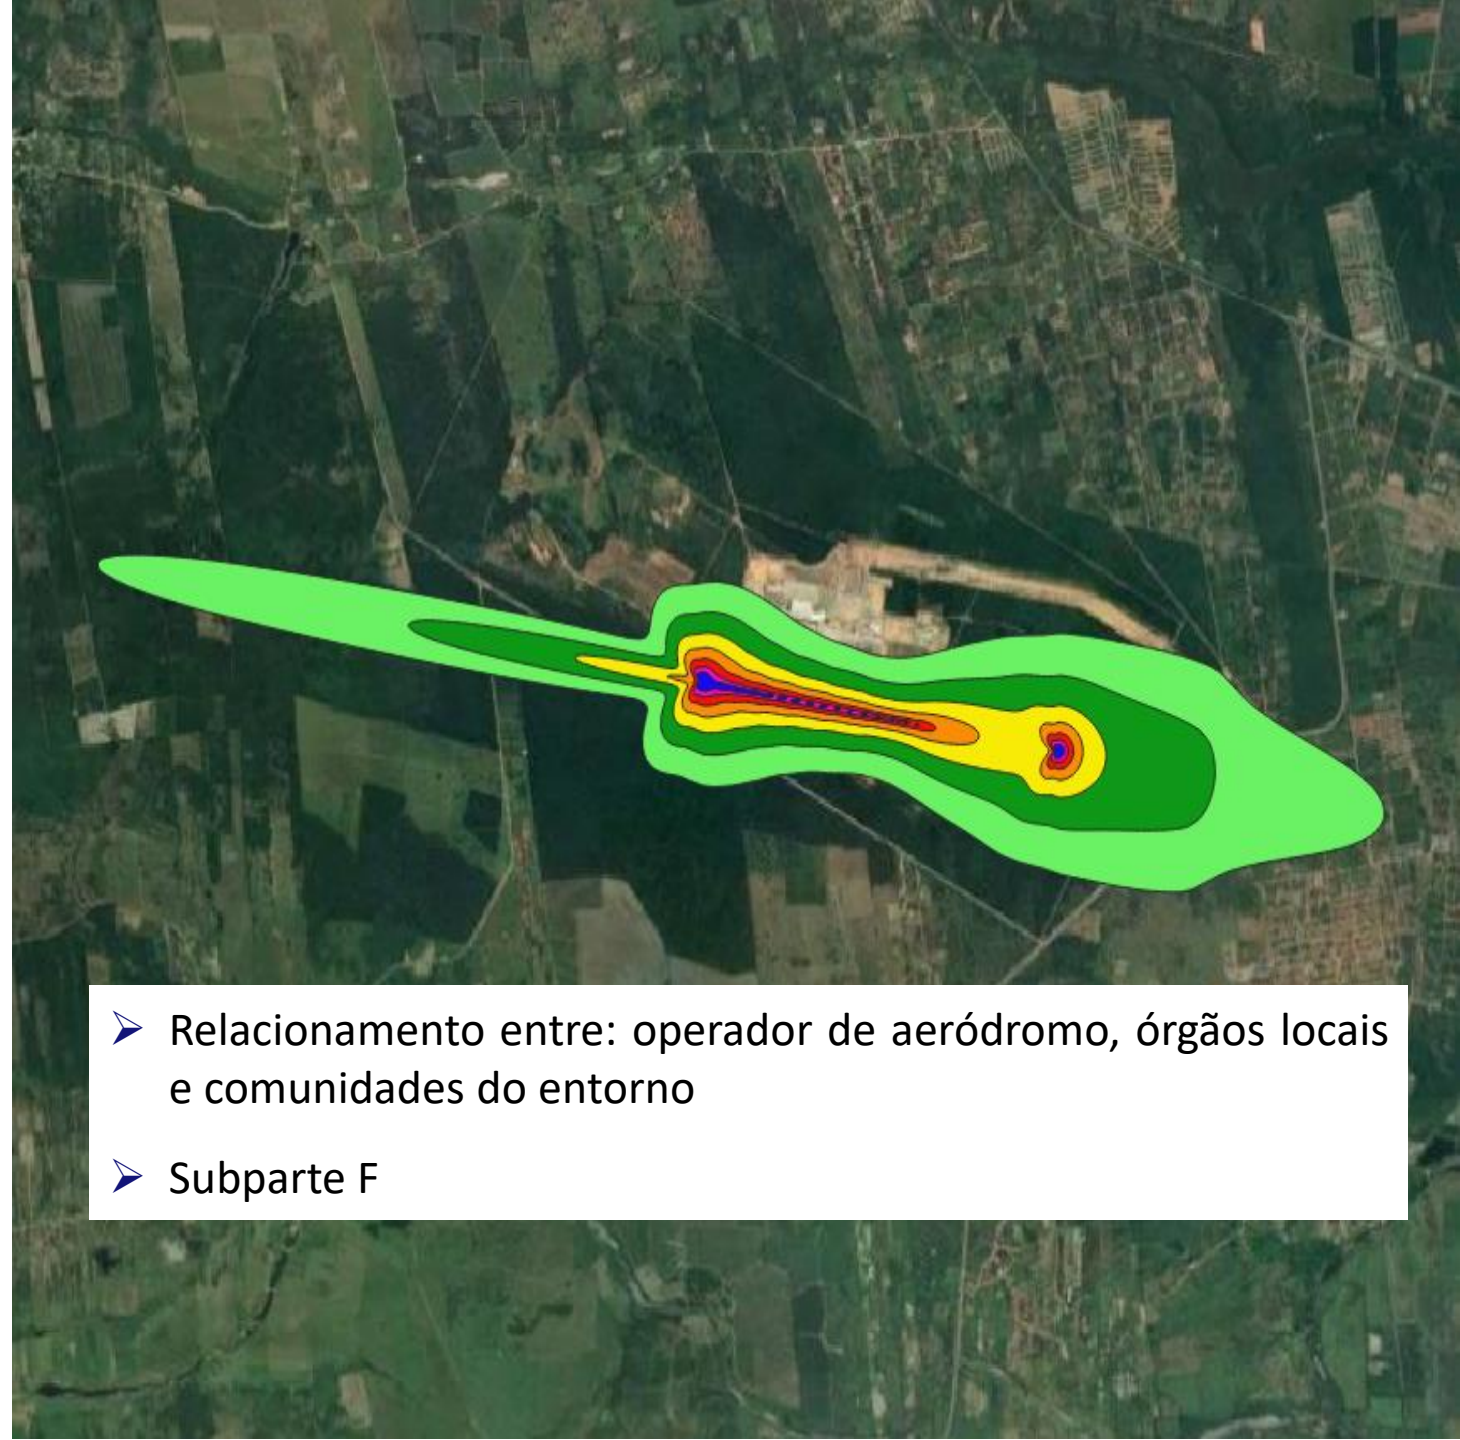 Relacionamento entre: operador de aeródromo, órgãos locais
e comunidades do entorno
Subparte F